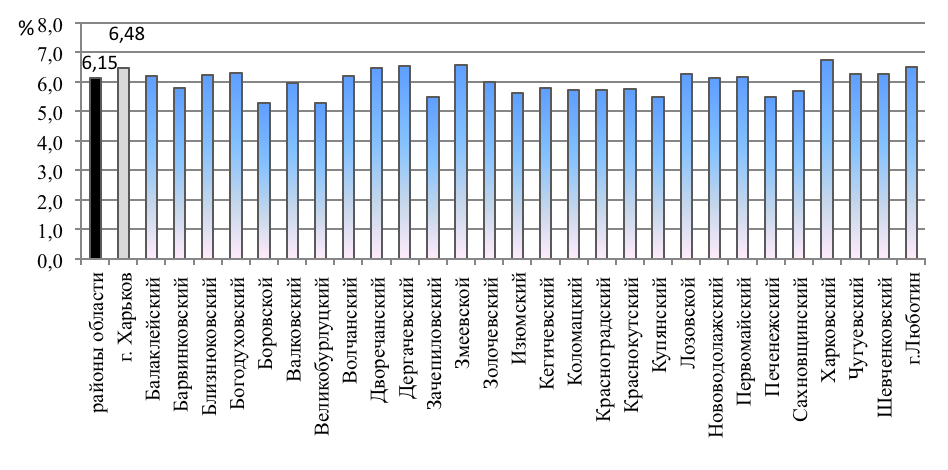 %
8,0
7,0
6,0
5,0
4,0
3,0
2,0
1,0
0,0
6,15
6,48
районы области
г. Харьков
Балаклейский
Барвинковский
Близноковский
Богодуховский
Боровской
Валковский
Великобурлуцкий
Волчанский
Дворечанский
Дергачевский
Зачепиловский
Змеевской
Золочевский
Изюмский
Кегичевский
Коломацкий
Красноградский
Краснокутский
Купянский
Лозовской
Нововодолажский
Первомайский
Печенежский
Сахновщинский
Харковский
Чугуевский
Шевченковский
г.Люботин